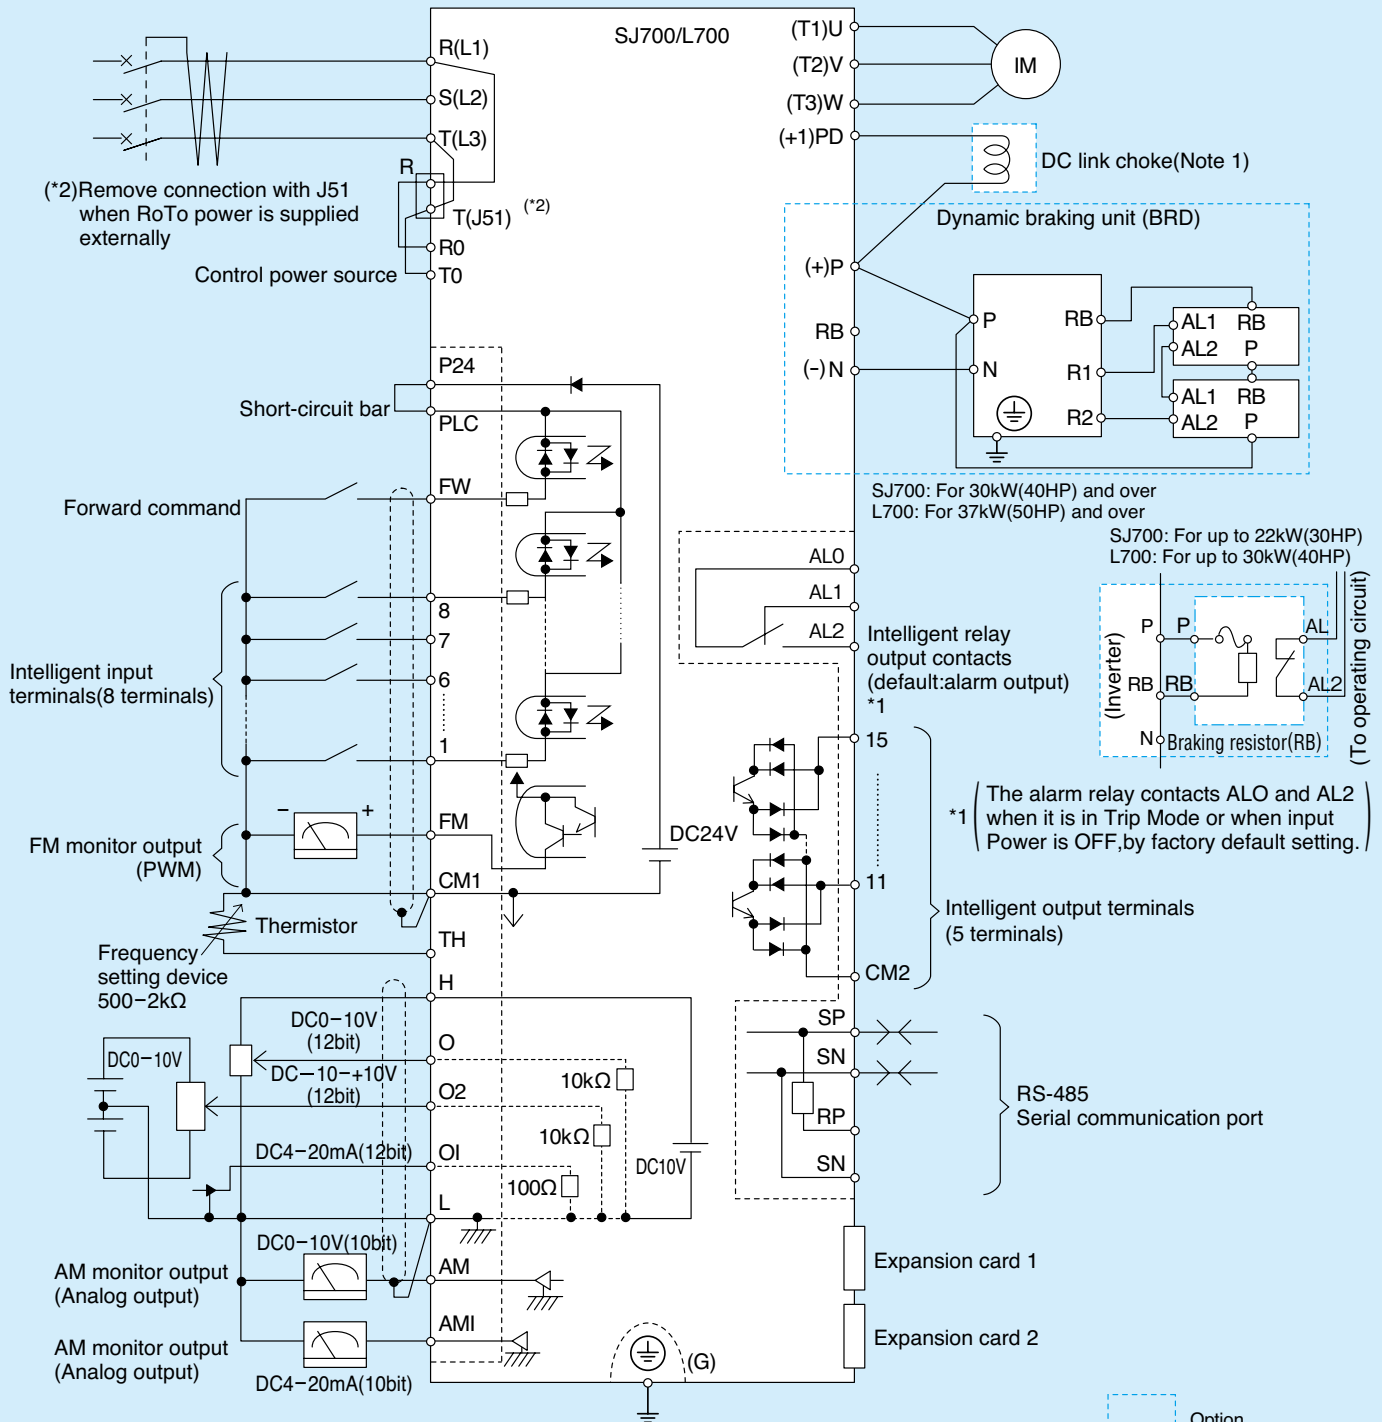 SJ700/L700
R(L1)
S(L2)
T(L3)
R
T(J51) (*2)
R0
T0
(*2)Remove connection with J51
when RoTo power is supplied
externally
Control power source
(T1)U
(T2)V
(T3)W
IM
(+1)PD
DC link choke(Note 1)
Dynamic braking unit (BRD)
(+)P
RB
(−)N
P
N
RB
R1
R2
AL1 RB
AL2 P
AL1 RB
AL2 P
SJ700: For 30kW(40HP) and over
L700: For 37kW(50HP) and over
SJ700: For up to 22kW(30HP)
L700: For up to 30kW(40HP)
(Inverter)
P
P
RB
RB
N
AL
AL2
Braking resistor(RB)
(To operating circuit)
P24
Short-circuit bar
PLC
FW
Forward command
8
7
6
1
Intelligent input
terminals(8 terminals)
−
+
FM
FM monitor output
(PWM)
DC24V
CM1
Thermistor
TH
Frequency
setting device
500−2kΩ
AL0
AL1
AL2
Intelligent relay
output contacts
(default:alarm output)
*1
*1
The alarm relay contacts ALO and AL2
when it is in Trip Mode or when input
Power is OFF,by factory default setting.
15
11
CM2
Intelligent output terminals
(5 terminals)
H
DC0−10V
(12bit)
O
DC0−10V
DC−10−+10V
(12bit)
O2
DC4−20mA(12bit)
OI
L
10kΩ
10kΩ
100Ω
DC10V
SP
SN
RP
SN
RS-485
Serial communication port
DC0−10V(10bit)
AM
AM monitor output
(Analog output)
AMI
AM monitor output
(Analog output)
DC4−20mA(10bit)
(G)
Expansion card 1
Expansion card 2
Option